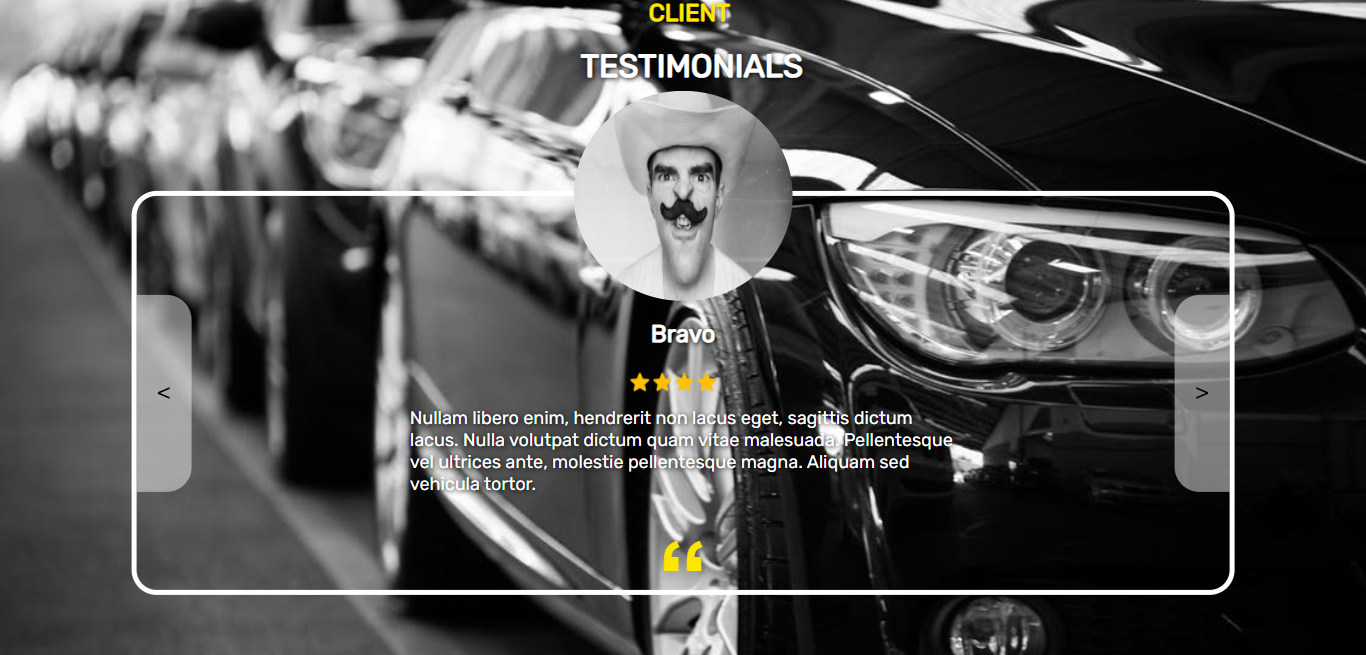 CLIENT
TESTIMONIALS
Bravo
<
>
Nullam libero enim, hendrerit non lacus eget, sagittis dictum
lacus. Nulla volutpat dictum quam vitae malesuada. Pellentesque
vel ultrices ante, molestie pellentesque magna. Aliquam sed
vehicula tortor.
“